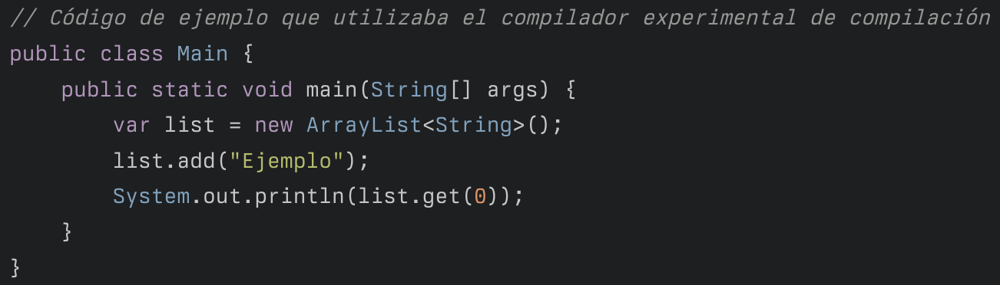 // Código de ejemplo que utilizaba el compilador experimental de compilación
public class Main {
    public static void main(String[] args) {
        var list = new ArrayList<String>();
        list.add("Ejemplo");
        System.out.println(list.get(0));
    }
}